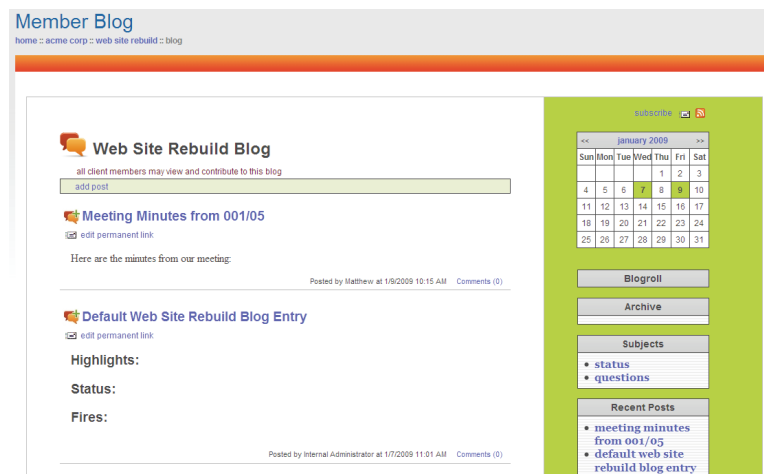 Member Blog
home :: acme corp :: web site rebuild :: blog
subscribe
Web Site Rebuild Blog
all client members may view and contribute to this blog
add post
Meeting Minutes from 001/05
edit permanent link
Here are the minutes from our meeting:
Posted by Matthew at 1/9/2009 10:15 AM Comments (0)
Default Web Site Rebuild Blog Entry
edit permanent link
Highlights:
Status:
Fires:
Posted by Internal Administrator at 1/7/2009 11:01 AM Comments (0)
<< january 2009 >>
Sun Mon Tue Wed Thu Fri Sat
1 2 3
4 5 6 7 8 9 10
11 12 13 14 15 16 17
18 19 20 21 22 23 24
25 26 27 28 29 30 31
Blogroll
Archive
Subjects
status
questions
Recent Posts
meeting minutes
from 001/05
default web site
rebuild blog entry